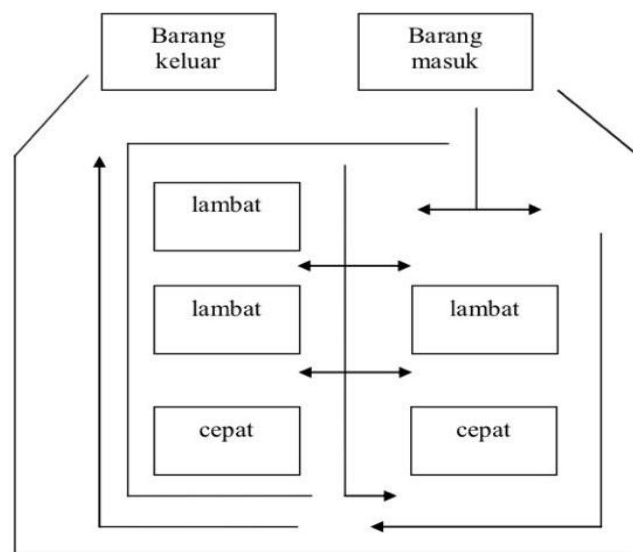 Barang
keluar
Barang
masuk
lambat
lambat
lambat
cepat
cepat